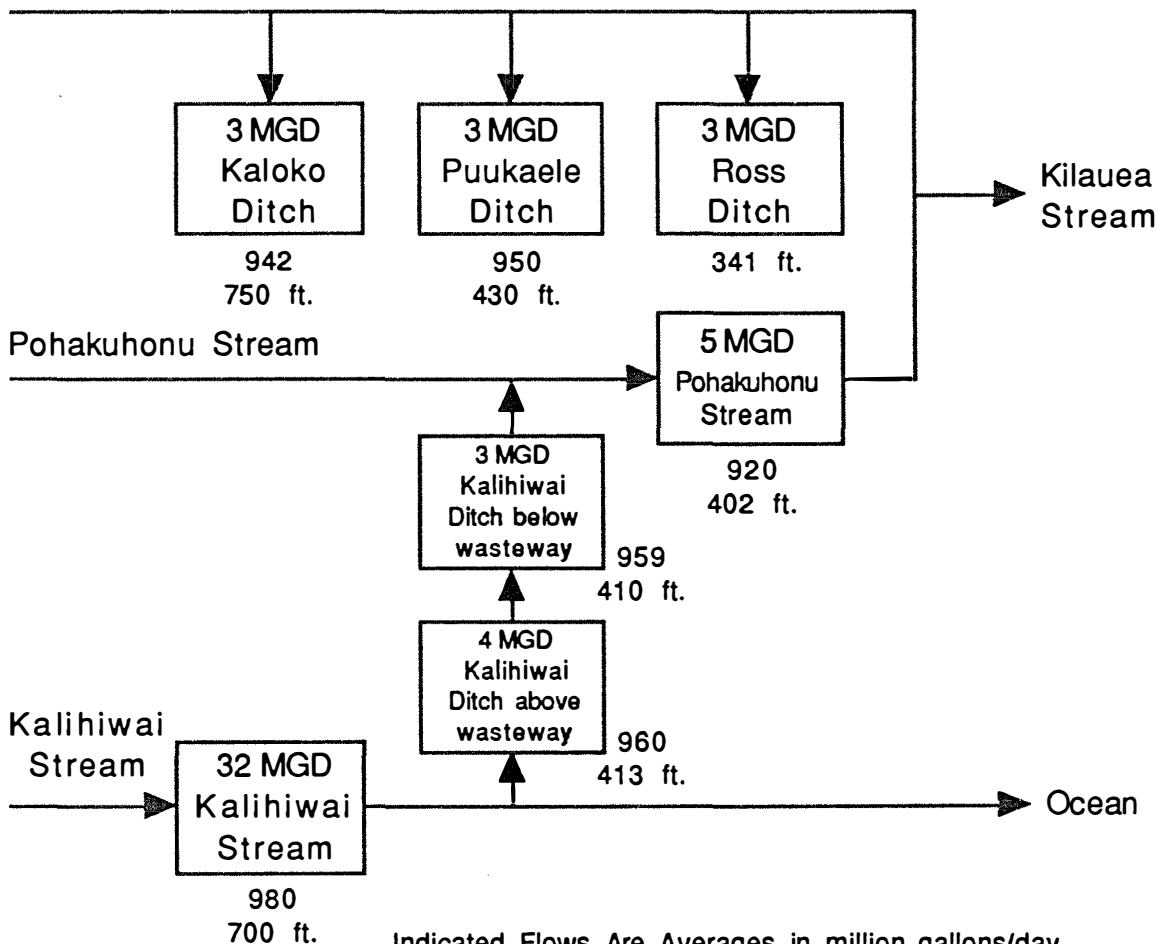 3 MGD
Kaloko
Ditch
942
750 ft.
3 MGD
Puukaele
Ditch
950
430 ft.
3 MGD
Ross
Ditch
341 ft.
Kilauea
Stream
Pohakuhonu Stream
5 MGD
Pohakuhonu
Stream
920
402 ft.
3 MGD
Kalihiwai
Ditch below
wasteway
959
410 ft.
4 MGD
Kalihiwai
Ditch above
wasteway
960
413 ft.
Kalihiwai
Stream
32 MGD
Kalihiwai
Stream
980
700 ft.
Ocean
Indicated Flows Are Averages in million gallons/day